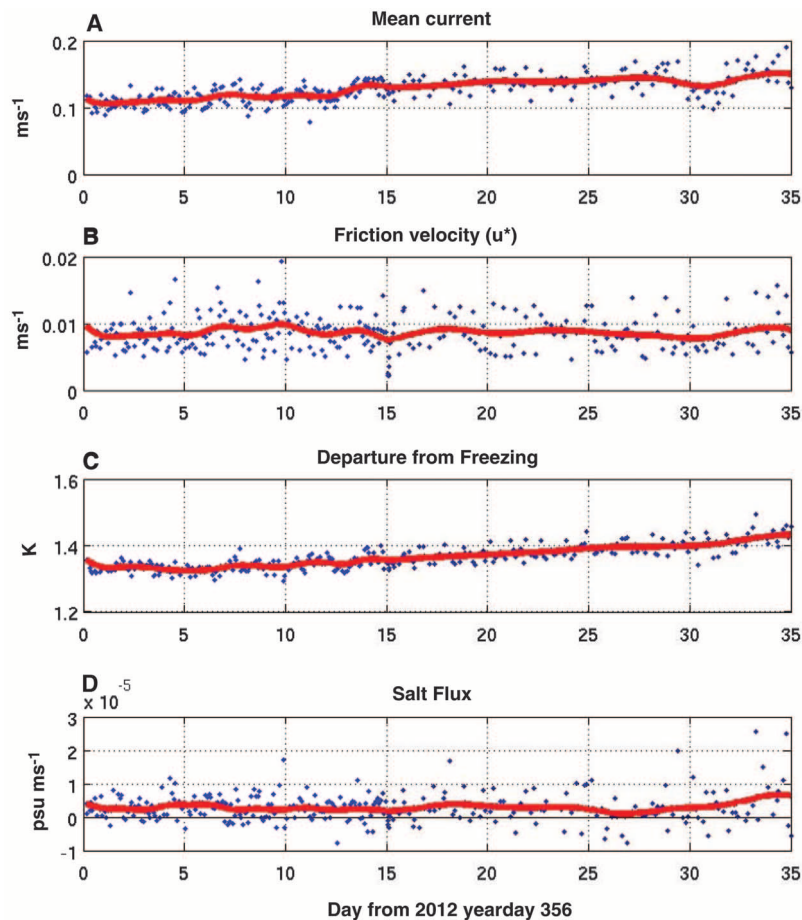 A
Mean current
0.2
0.1
0
ms-1
0 5 10 15 20 25 30 35
B
Friction velocity (u*)
0.02
0.01
0
ms-1
0 5 10 15 20 25 30 35
C
Departure from Freezing
1.6
1.4
1.2
K
0 5 10 15 20 25 30 35
D
x 10 -5
Salt Flux
3
2
1
0
-1
psu ms-1
0 5 10 15 20 25 30 35
Day from 2012 yearday 356